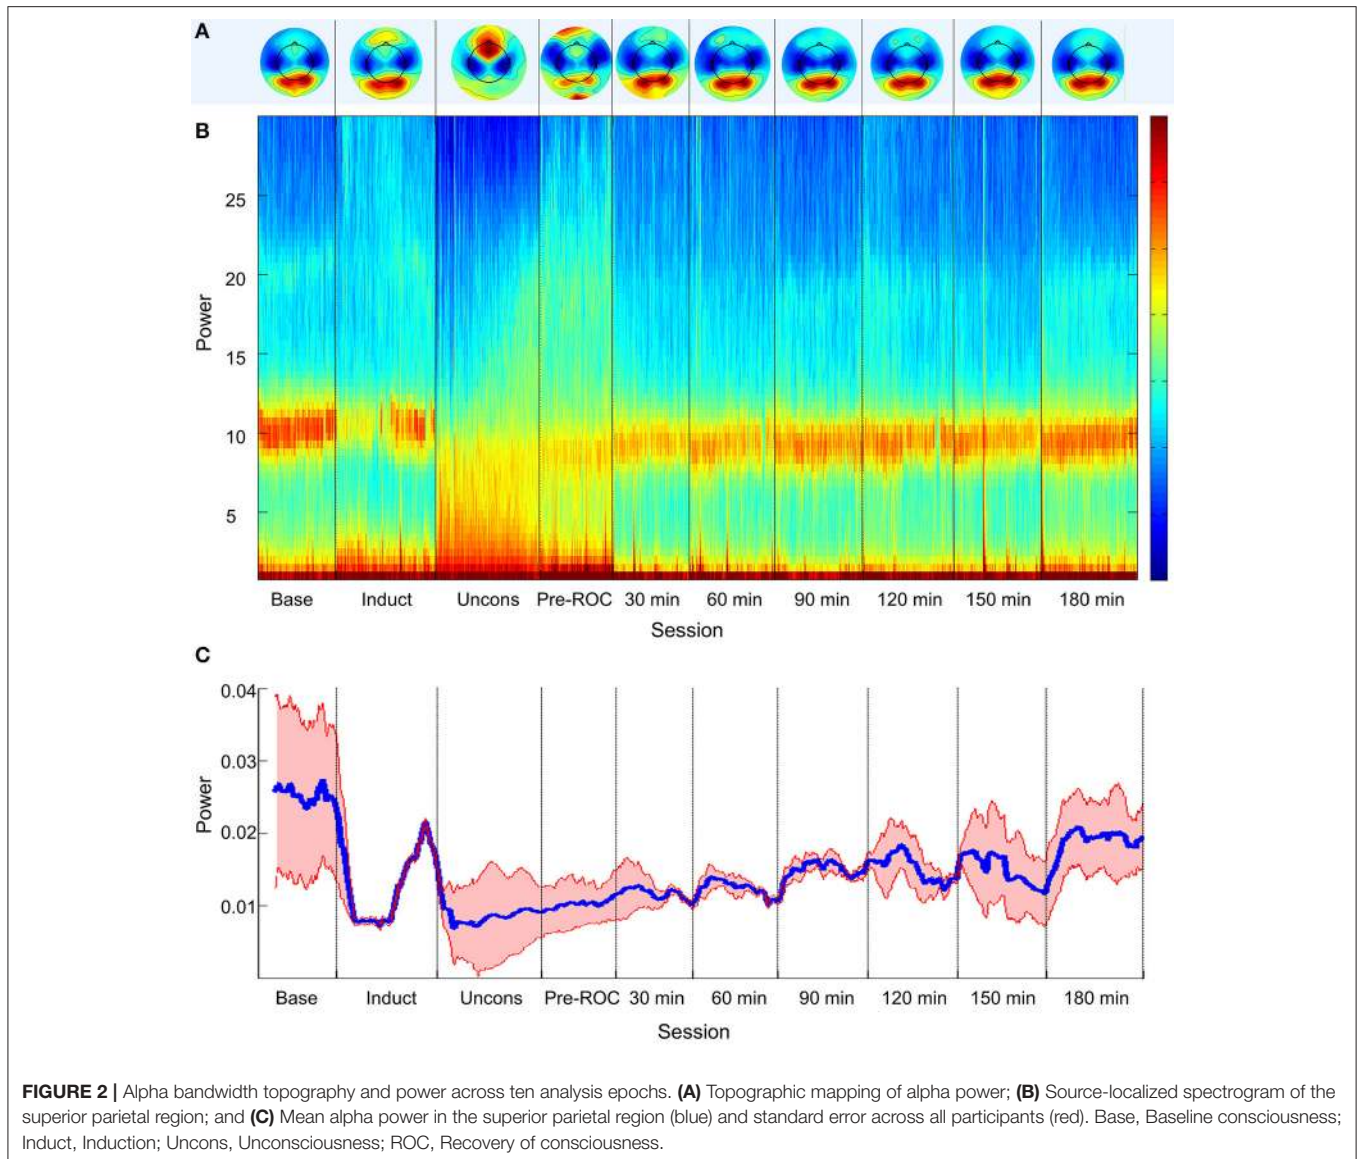 A
B
25
20
15
10
5
Power
Base Induct Uncons Pre-ROC 30 min 60 min 90 min 120 min 150 min 180 min
Session
C
0.04
0.03
0.02
0.01
Power
Base Induct Uncons Pre-ROC 30 min 60 min 90 min 120 min 150 min 180 min
Session
FIGURE 2 | Alpha bandwidth topography and power across ten analysis epochs. (A) Topographic mapping of alpha power; (B) Source-localized spectrogram of the
superior parietal region; and (C) Mean alpha power in the superior parietal region (blue) and standard error across all participants (red). Base, Baseline consciousness;
Induct, Induction; Uncons, Unconsciousness; ROC, Recovery of consciousness.